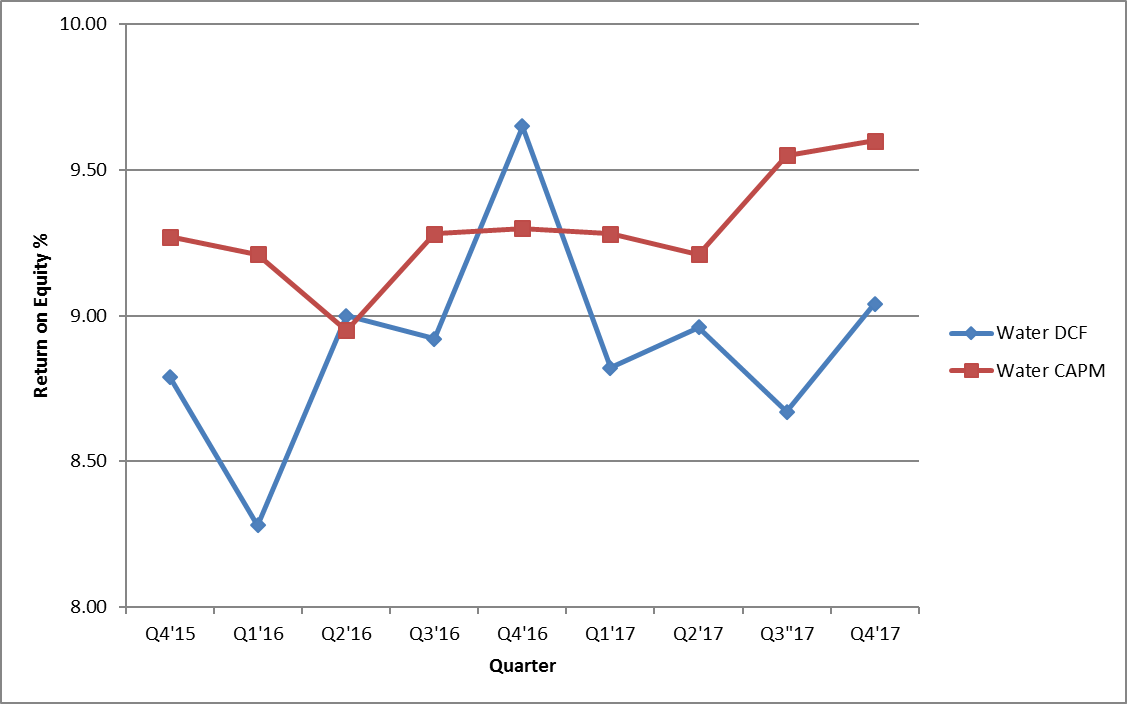 10.00
9.50
9.00
8.50
8.00
Return on Equity %
Q4'15 Q1'16 Q2'16 Q3'16 Q4'16 Q1'17 Q2'17 Q3"17 Q4'17
Quarter
Water DCF
Water CAPM